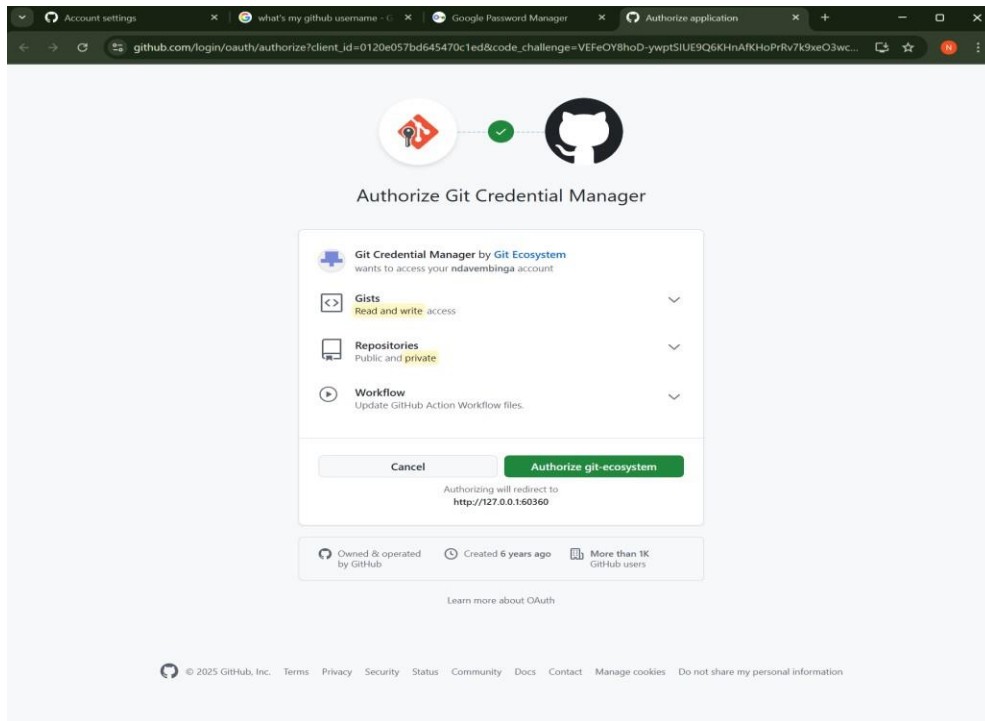 Account settings
what's my github username - G
Google Password Manager
Authorize application
github.com/login/oauth/authorize?client_id=0120e057bd645470c1ed&code_challenge=VEFeOY8hoD-ywptSIUE9Q6KHnAfKHoPrRv7k9xeO3wc...
N
Authorize Git Credential Manager
Git Credential Manager by Git Ecosystem
wants to access your ndavembinga account
Gists
Read and write access
Repositories
Public and private
Workflow
Update GitHub Action Workflow files.
Cancel
Authorize git-ecosystem
Authorizing will redirect to
http://127.0.0.1:60360
Owned & operated
by GitHub
Created 6 years ago
More than 1K
GitHub users
Learn more about OAuth
© 2025 GitHub, Inc. Terms Privacy Security Status Community Docs Contact Manage cookies Do not share my personal information